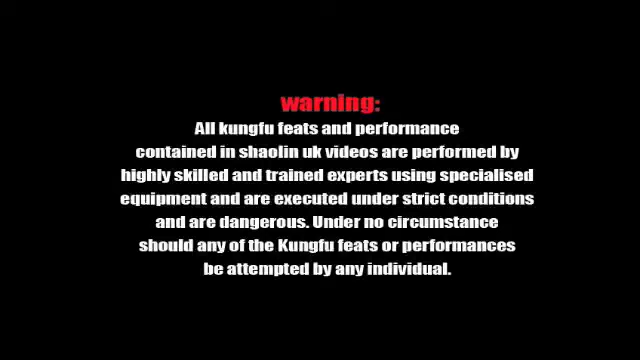 warning:
All kungfu feats and performance
contained in shaolin uk videos are performed by
highly skilled and trained experts using specialised
equipment and are executed under strict conditions
and are dangerous. Under no circumstance
should any of the Kungfu feats or performances
be attempted by any individual.